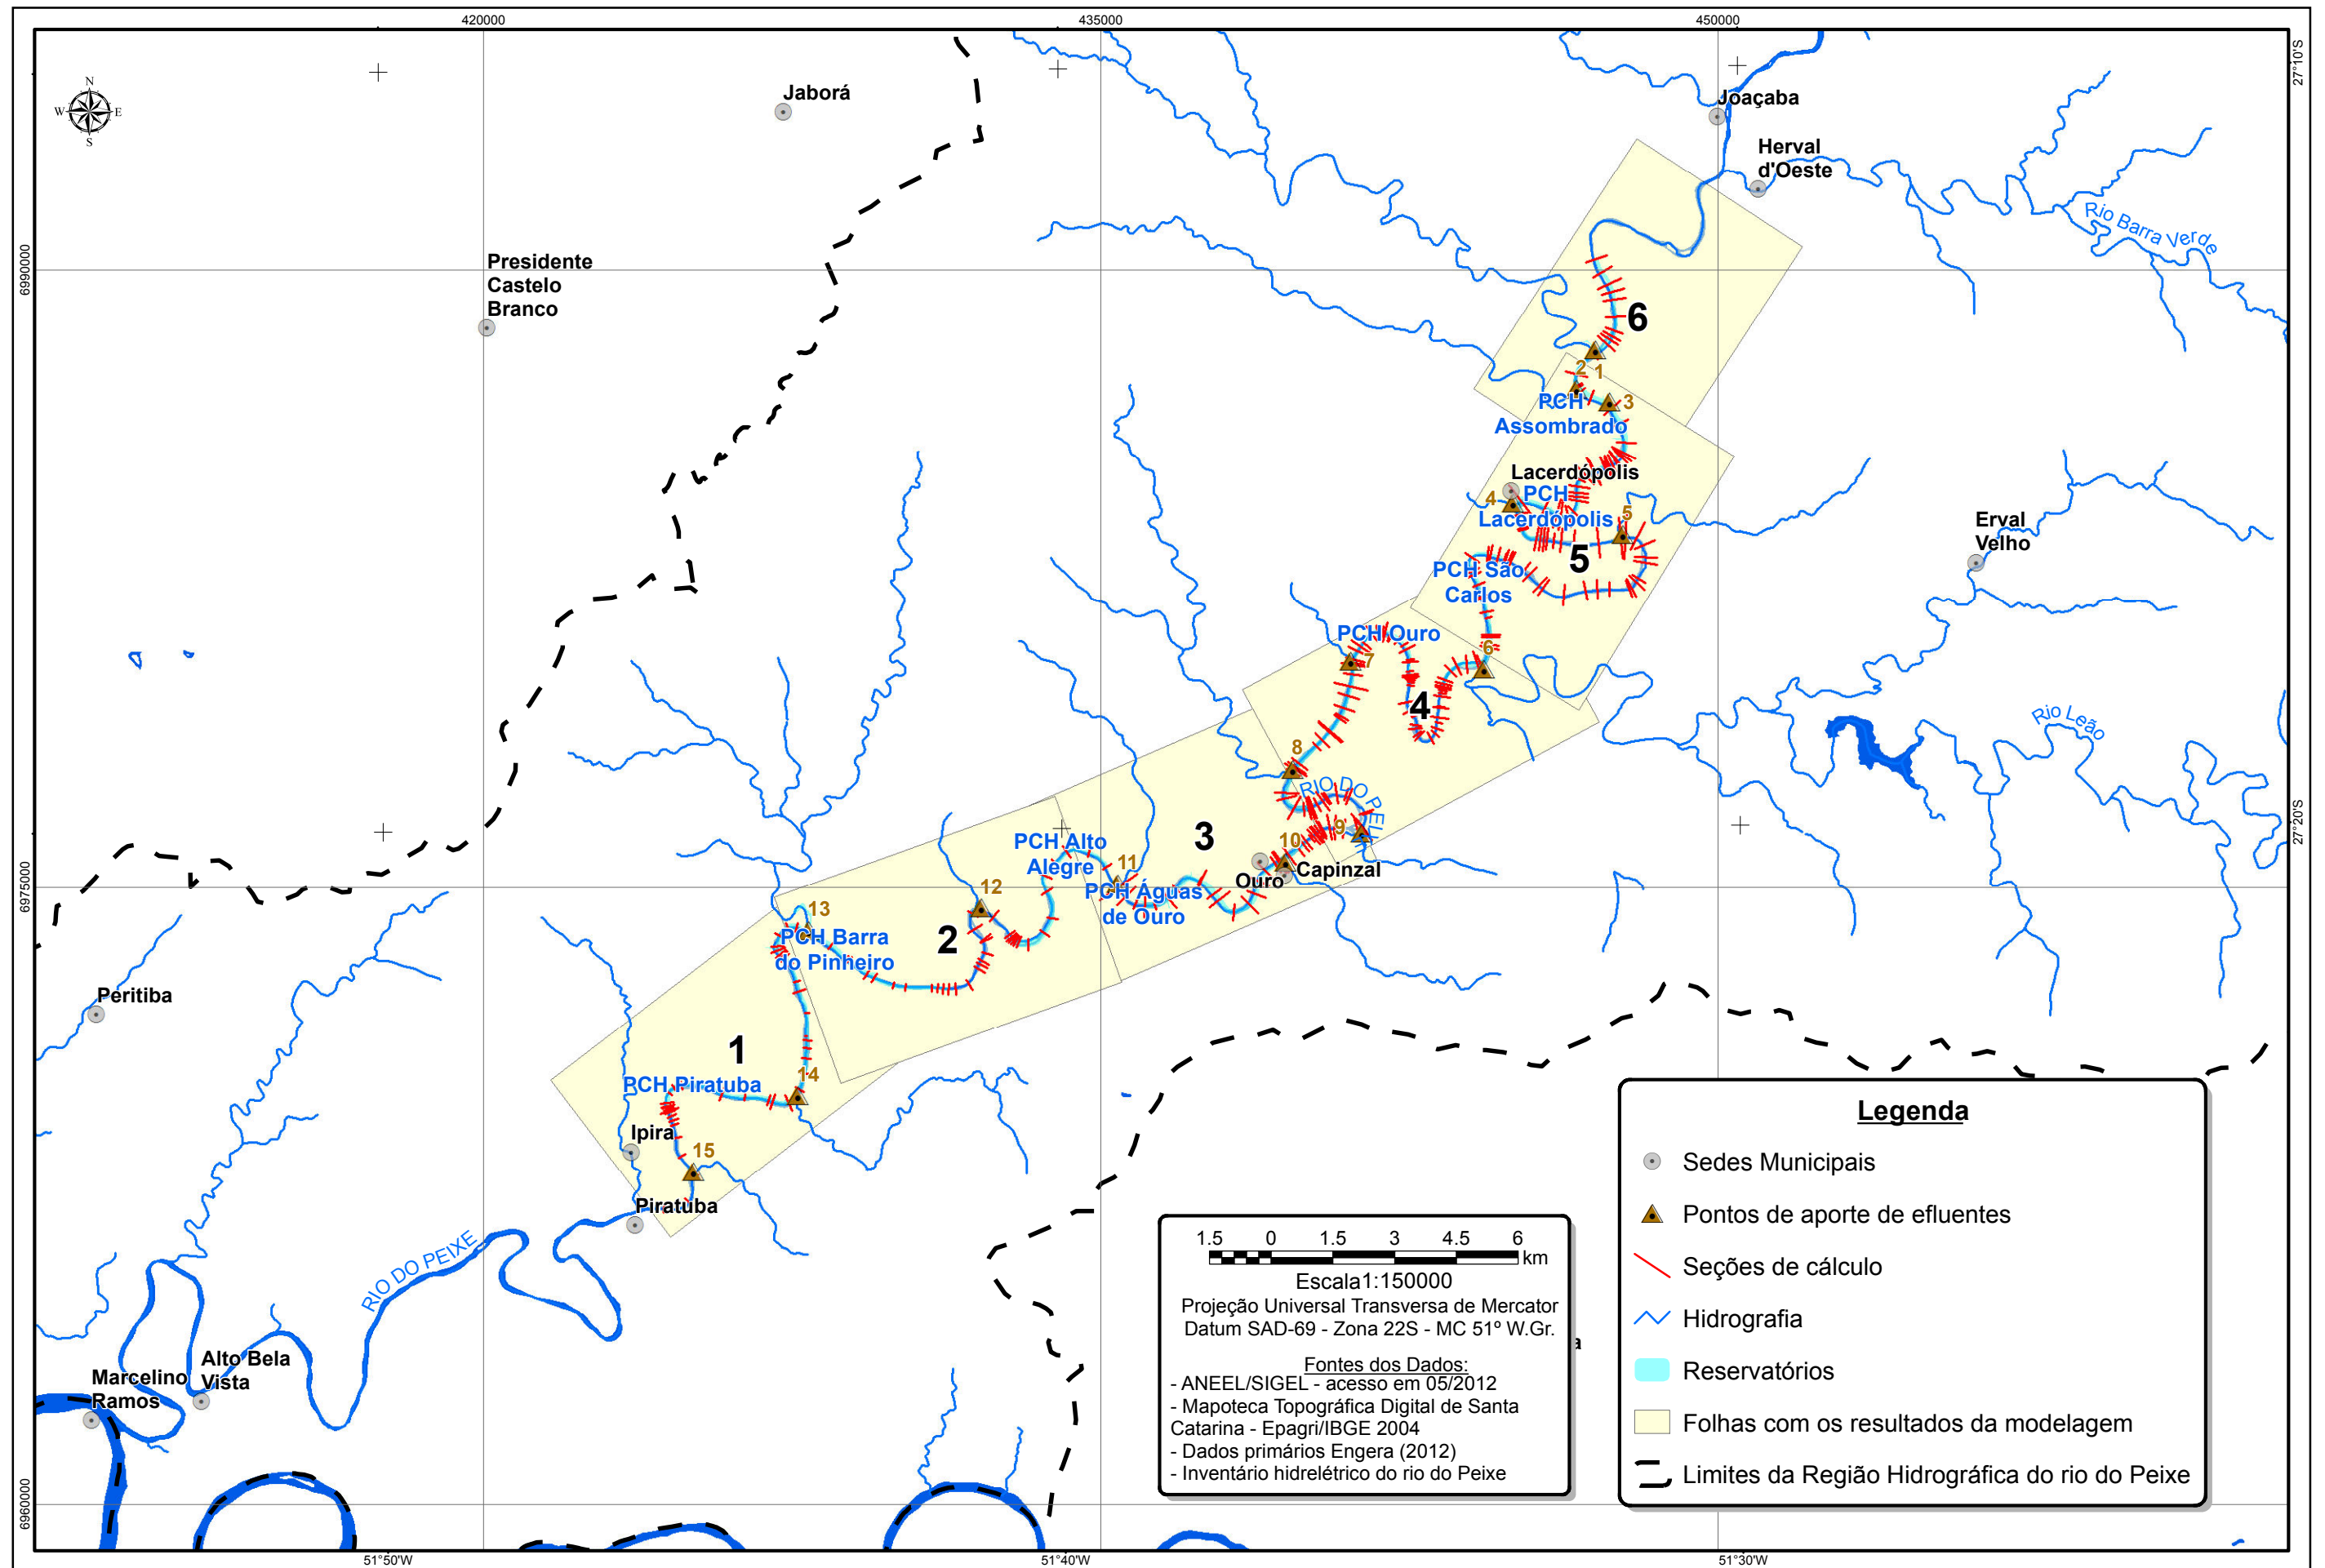 420000
435000
450000
27°10'S
N
W
E
S
Jaborá
Joaçaba
Herval
d'Oeste
Rio Barra Verde
6990000
Presidente
Castelo
Branco
6
2
1
PCH
Assombrado
3
Lacerdópolis
4
PCH
Lacerdópolis
5
5
Erval
Velho
PCH São
Carlos
PCH Ouro
7
6
4
Rio Leão
8
RIO DO PEIXE
9
27°20'S
3
10
Capinzal
Ouro
PCH Alto
Alegre
11
PCH Águas
de Ouro
6975000
12
13
PCH Barra
do Pinheiro
2
Peritiba
1
14
PCH Piratuba
Ipira
15
Piratuba
RIO DO PEIXE
Alto Bela
Vista
Marcelino
Ramos
6960000
1.5 0 1.5 3 4.5 6
km
Escala1:150000
Projeção Universal Transversa de Mercator
Datum SAD-69 - Zona 22S - MC 51º W.Gr.
Fontes dos Dados:
- ANEEL/SIGEL - acesso em 05/2012
- Mapoteca Topográfica Digital de Santa
Catarina - Epagri/IBGE 2004
- Dados primários Engera (2012)
- Inventário hidrelétrico do rio do Peixe
a
Legenda
Sedes Municipais
Pontos de aporte de efluentes
Seções de cálculo
Hidrografia
Reservatórios
Folhas com os resultados da modelagem
Limites da Região Hidrográfica do rio do Peixe
51°50'W
51°40'W
51°30'W